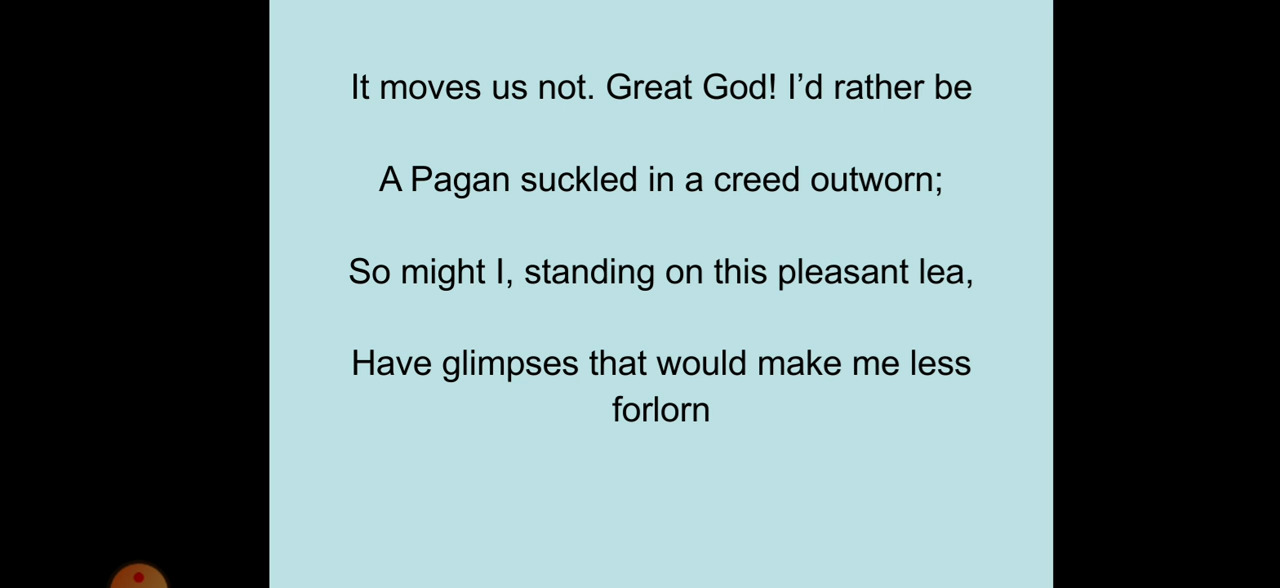 It moves us not. Great God! I’d rather be
A Pagan suckled in a creed outworn;
So might I, standing on this pleasant lea,
Have glimpses that would make me less
forlorn